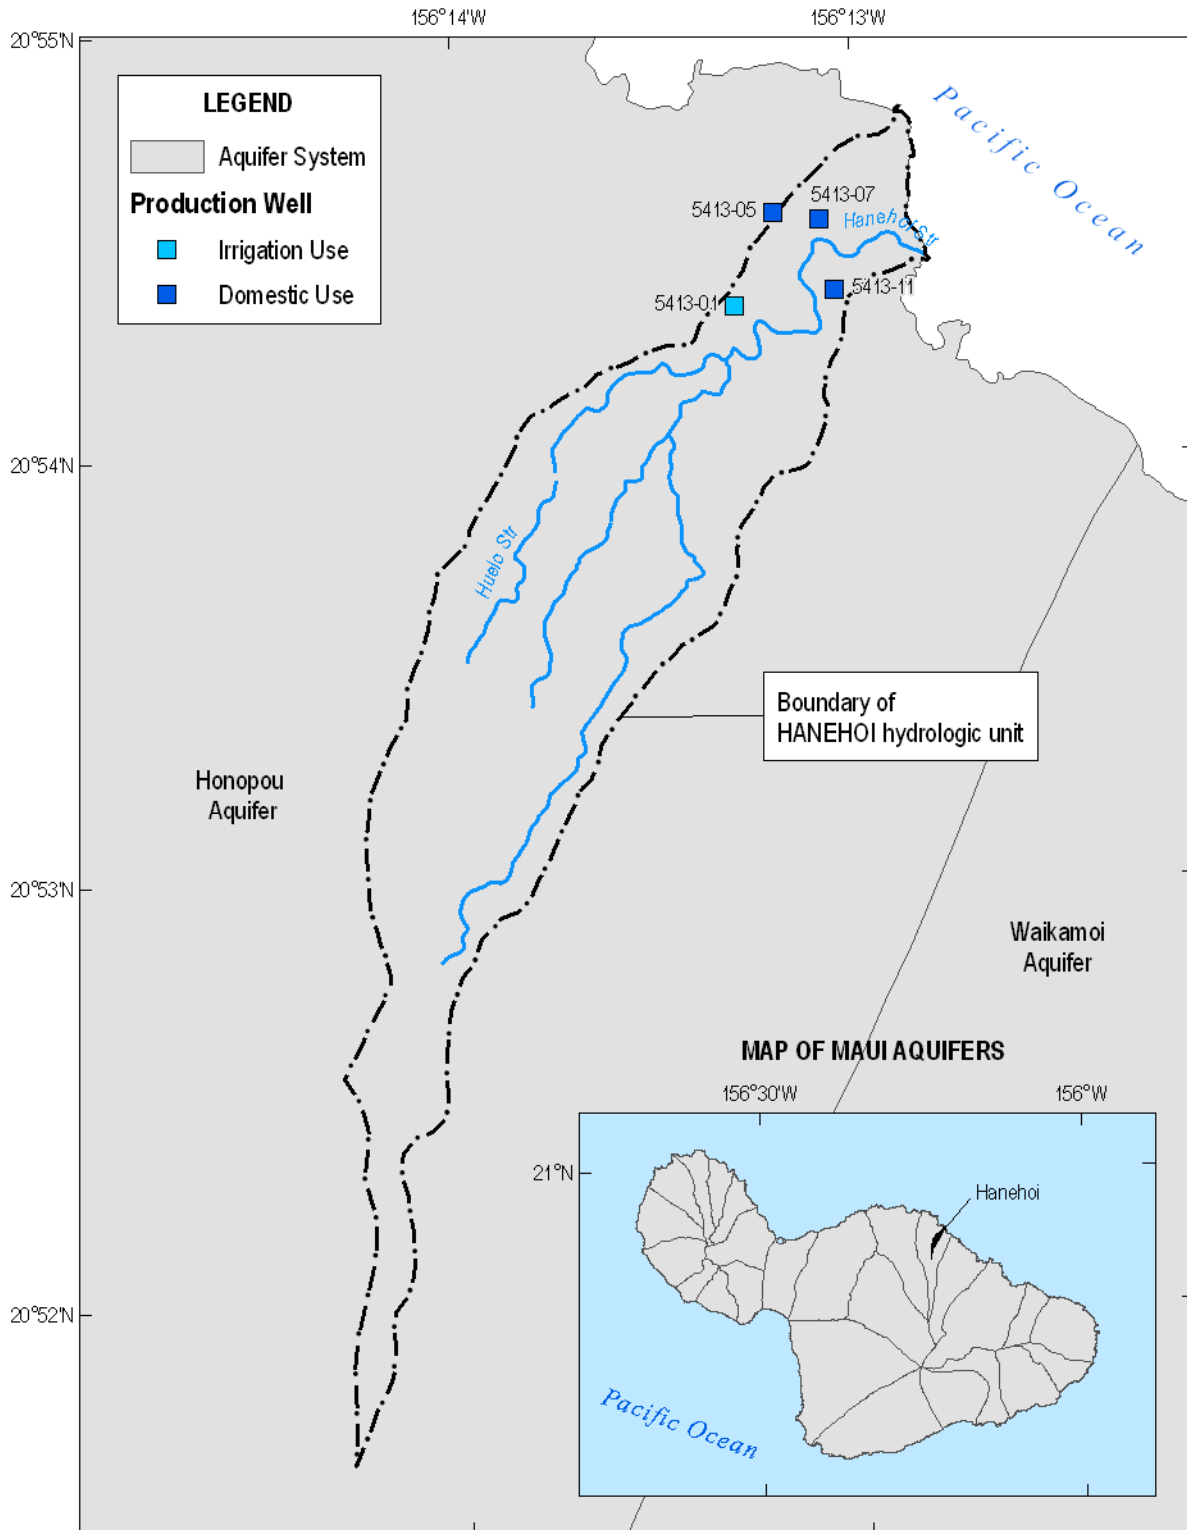 156°14'W
156°13'W
20°55'N
LEGEND
Aquifer System
Production Well
Irrigation Use
Domestic Use
Pacific Ocean
5413-07
5413-05
Hanehoi Str
5413-11
5413-01
20°54'N
Huelo Str
Boundary of
HANEHOI hydrologic unit
Honopou
Aquifer
20°53'N
Waikamoi
Aquifer
MAP OF MAUI AQUIFERS
156°30'W
156°W
21°N
Hanehoi
20°52'N
Pacific Ocean